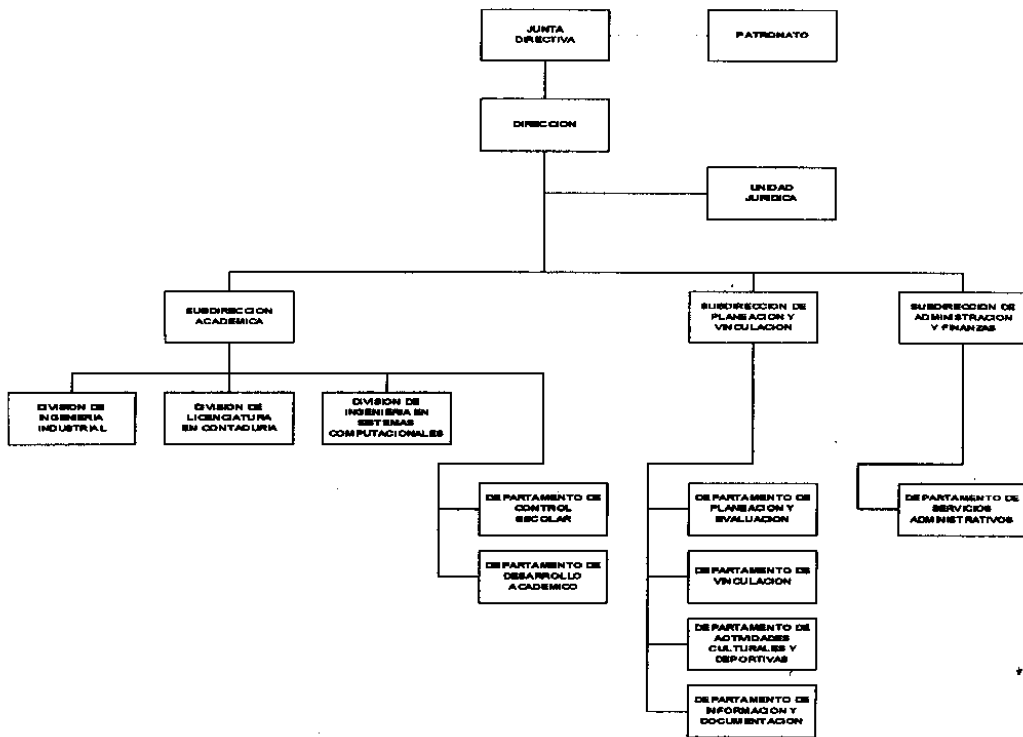 JUNTA
DIRECTIVA
PATRONATO
DIRECCION
UNIDAD
JURIDICA
SUBDIRECCION
ACADEMICA
SUBDIRECCION DE
PLANEACION Y
VINCULACION
SUBDIRECCION DE
ADMINISTRACION
Y FINANZAS
DIVISION DE
INGENIERIA
INDUSTRIAL
DIVISION DE
LICENCIATURA
EN CONTADURIA
DIVISION DE
INGENIERIA EN
SISTEMAS
COMPUTACIONALES
DEPARTAMENTO DE
CONTROL
ESCOLAR
DEPARTAMENTO DE
DESARROLLO
ACADEMICO
DEPARTAMENTO DE
PLANEACION Y
EVALUACION
DEPARTAMENTO DE
VINCULACION
DEPARTAMENTO DE
ACTIVIDADES
CULTURALES Y
DEPORTIVAS
DEPARTAMENTO DE
INFORMACION Y
DOCUMENTACION
DEPARTAMENTO DE
SERVICIOS
ADMINISTRATIVOS